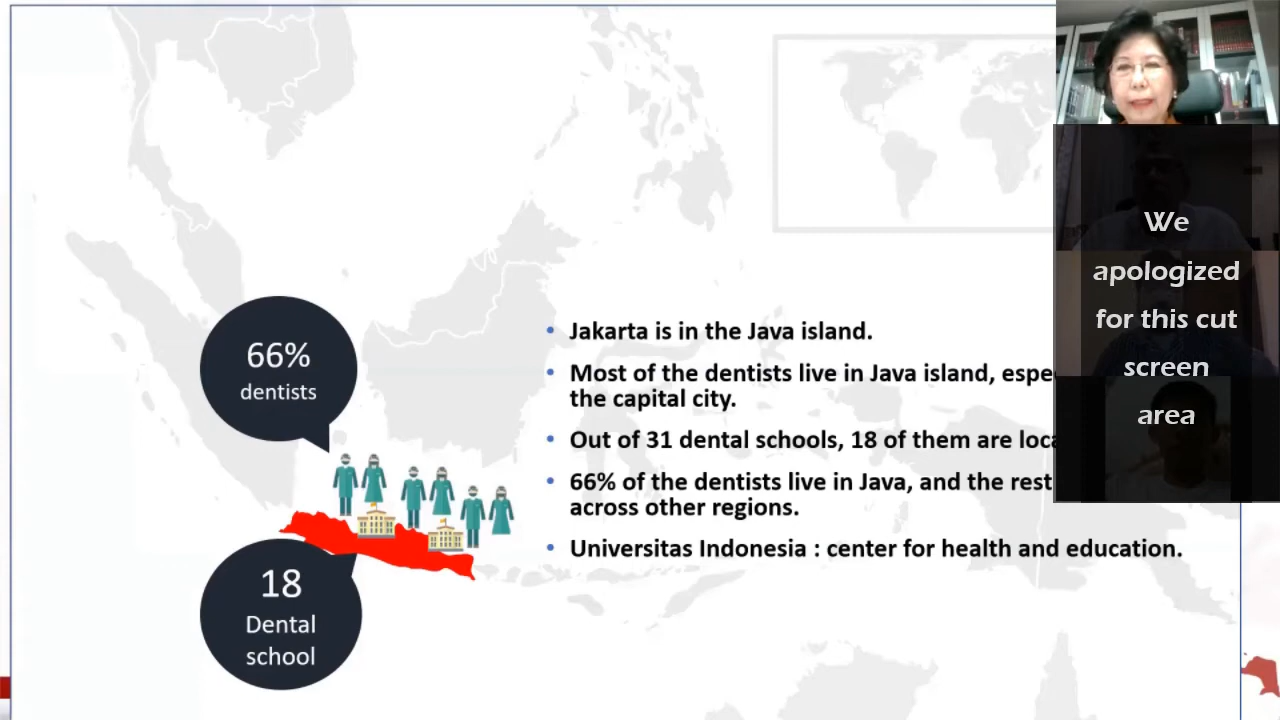 66%
dentists
18
Dental
school
• Jakarta is in the Java island.
• Most of the dentists live in Java island, espe
the capital city.
• Out of 31 dental schools, 18 of them are loca
• 66% of the dentists live in Java, and the rest
across other regions.
• Universitas Indonesia : center for health and education.
We
apologized
for this cut
screen
area